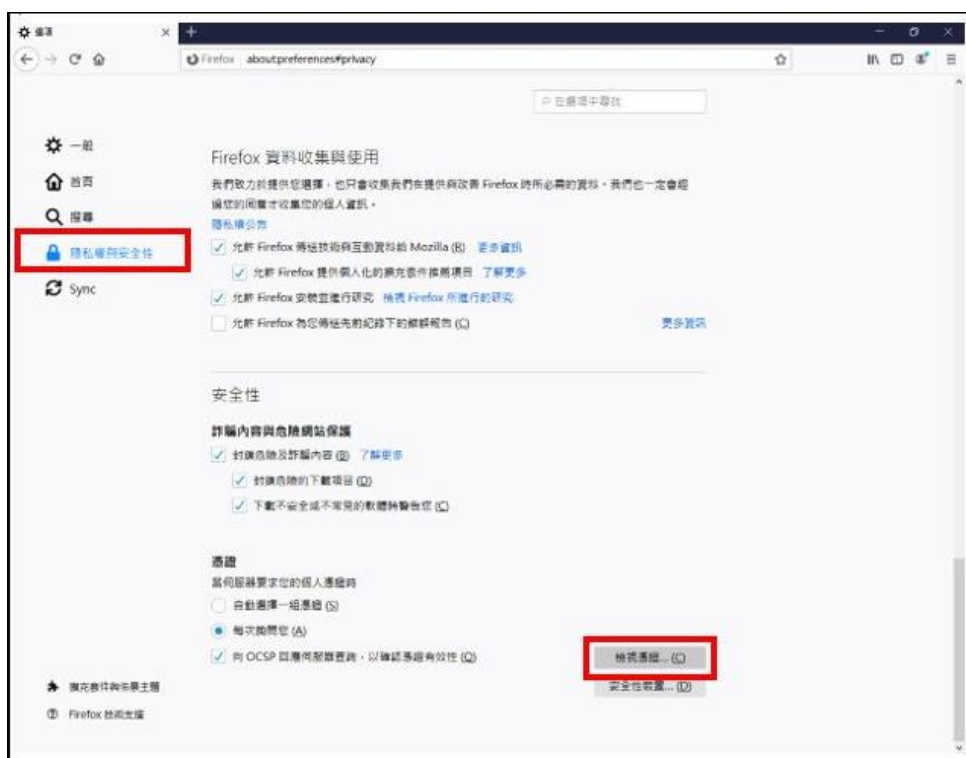 選項
Firefox about:preferences#privacy
在選項中尋找
一般
首頁
搜尋
隱私權與安全性
Sync
Firefox 資料收集與使用
我們致力於提供您選擇，也只會收集我們在提供與改善 Firefox 時所必需的資料。我們也一定會經
過您的同意才收集您的個人資訊。
隱私權公告
允許 Firefox 傳送技術與互動資料給 Mozilla (R) 更多資訊
允許 Firefox 提供個人化的擴充套件推薦項目 了解更多
允許 Firefox 安裝並進行研究 檢視 Firefox 所進行的研究
允許 Firefox 為您傳送先前紀錄下的錯誤報告 (C) 更多資訊
安全性
詐騙內容與危險網站保護
封鎖危險及詐騙內容 (B) 了解更多
封鎖危險的下載項目 (D)
下載不安全或不常見的軟體時警告您 (C)
憑證
當伺服器要求您的個人憑證時
自動選擇一組憑證 (S)
每次詢問您 (A)
向 OCSP 回應伺服器查詢，以確認憑證有效性 (Q) 檢視憑證... (C)
安全性裝置... (D)
擴充套件與佈景主題
Firefox 技術支援